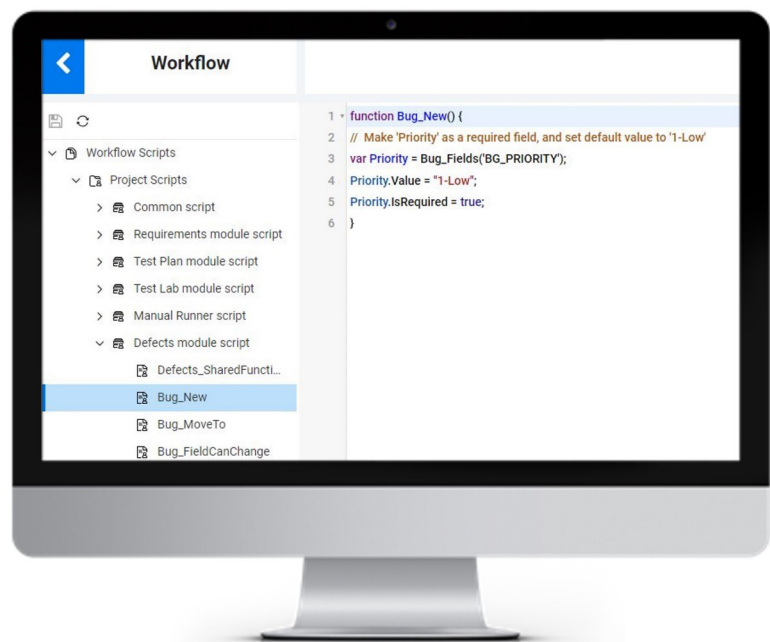 Workflow
Workflow Scripts
Project Scripts
Common script
Requirements module script
Test Plan module script
Test Lab module script
Manual Runner script
Defects module script
Defects_SharedFuncti...
Bug_New
Bug_MoveTo
Bug_FieldCanChange
1 function Bug_New() {
2 // Make 'Priority' as a required field, and set default value to '1-Low'
3 var Priority = Bug_Fields('BG_PRIORITY');
4 Priority.Value = "1-Low";
5 Priority.IsRequired = true;
6 }